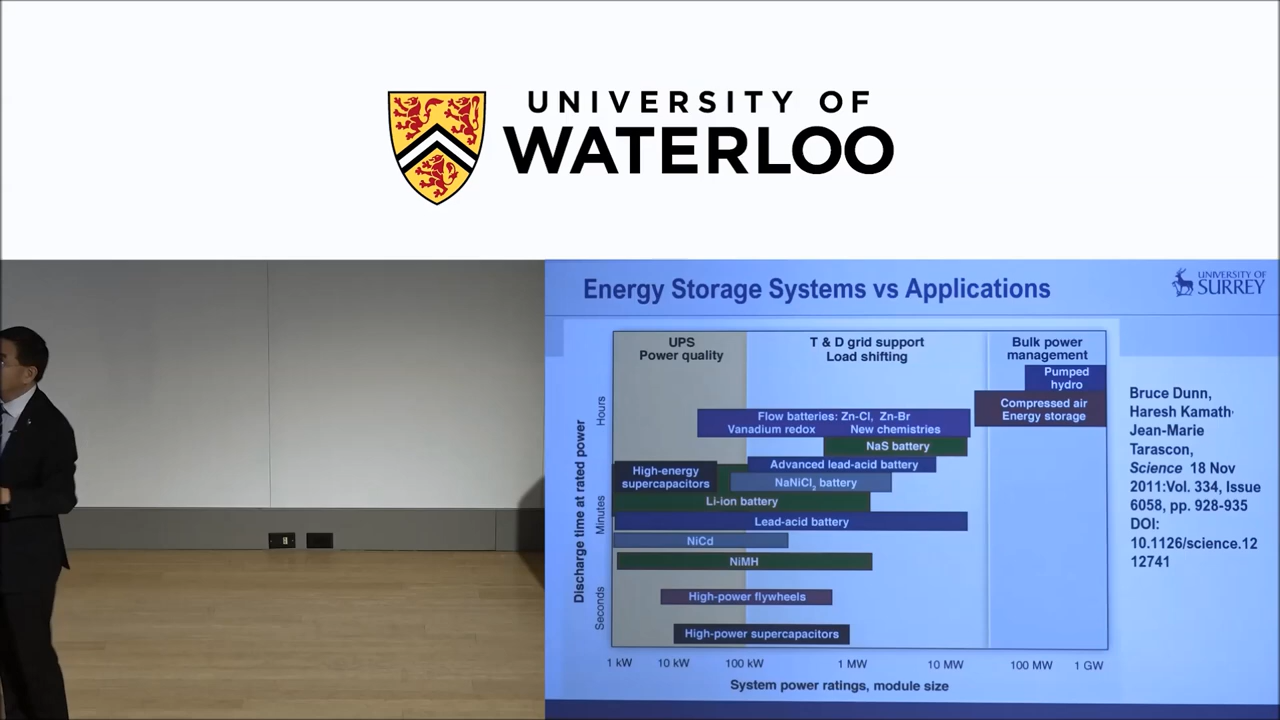 UNIVERSITY OF
WATERLOO
Energy Storage Systems vs Applications
UNIVERSITY OF
SURREY
UPS
Power quality
T & D grid support
Load shifting
Bulk power
management
Pumped
hydro
Compressed air
Energy storage
Flow batteries: Zn-Cl, Zn-Br
Vanadium redox New chemistries
NaS battery
Advanced lead-acid battery
High-energy
supercapacitors
NaNiCl2 battery
Li-ion battery
Lead-acid battery
NiCd
NiMH
High-power flywheels
High-power supercapacitors
Discharge time at rated power
Hours
Minutes
Seconds
1 kW 10 kW 100 kW 1 MW 10 MW 100 MW 1 GW
System power ratings, module size
Bruce Dunn,
Haresh Kamath,
Jean-Marie
Tarascon,
Science 18 Nov
2011:Vol. 334, Issue
6058, pp. 928-935
DOI:
10.1126/science.12
12741